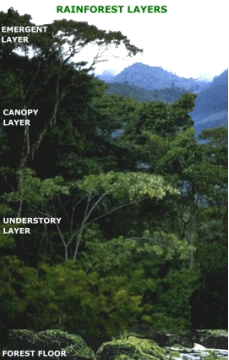 RAINFOREST LAYERS
EMERGENT
LAYER
CANOPY
LAYER
UNDERSTORY
LAYER
FOREST FLOOR